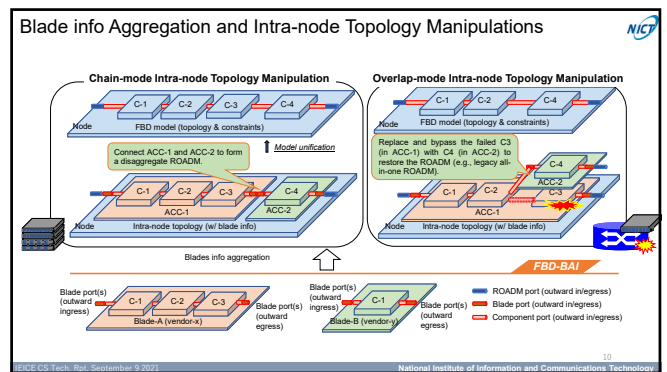 Blade info Aggregation and Intra-node Topology Manipulations
NICT
Chain-mode Intra-node Topology Manipulation
C-1
C-2
C-3
C-4
Node
FBD model (topology & constraints)
Model unification
Connect ACC-1 and ACC-2 to form
a disaggregate ROADM.
C-1
C-2
C-3
C-4
ACC-1
ACC-2
Node
Intra-node topology (w/ blade info)
Overlap-mode Intra-node Topology Manipulation
C-1
C-2
C-4
Node
FBD model (topology & constraints)
Replace and bypass the failed C3
(in ACC-1) with C4 (in ACC-2) to
restore the ROADM (e.g., legacy all-
in-one ROADM).
C-4
ACC-2
C-1
C-2
C-3
ACC-1
Node
Intra-node topology (w/ blade info)
Blades info aggregation
FBD-BAI
Blade port(s)
(outward
ingress)
C-1
C-2
C-3
Blade-A (vendor-x)
Blade port(s)
(outward
egress)
Blade port(s)
(outward
ingress)
C-1
Blade-B (vendor-y)
Blade port(s)
(outward
egress)
ROADM port (outward in/egress)
Blade port (outward in/egress)
Component port (outward in/egress)
10
IEICE CS Tech. Rpt. September 9 2021
National Institute of Information and Communications Technology